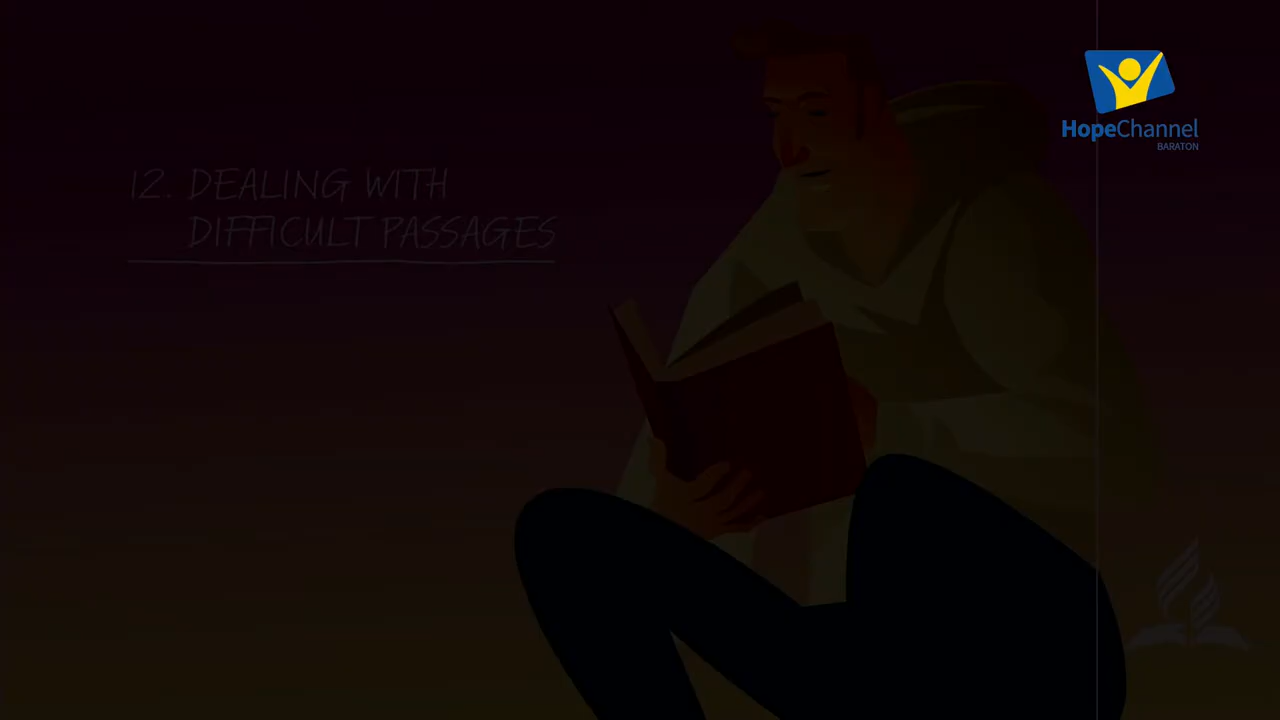 12. DEALING WITH
DIFFICULT PASSAGES
HopeChannel
BARATON